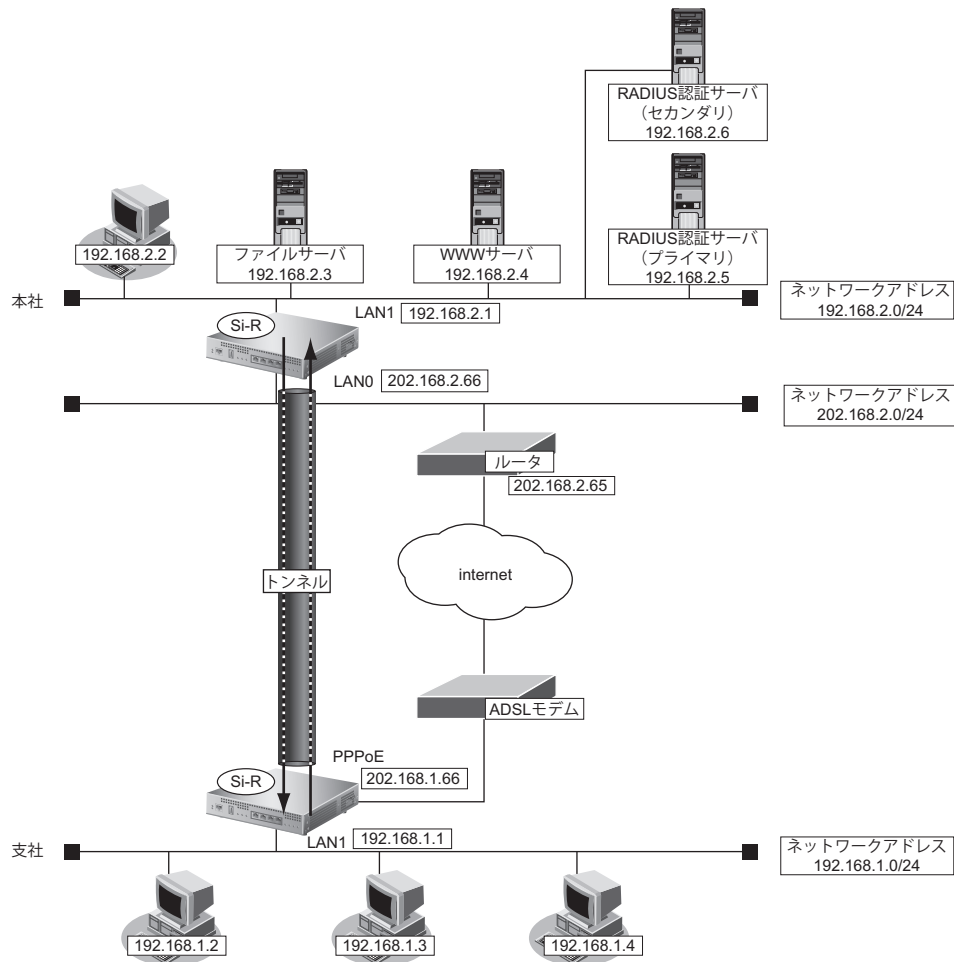 RADIUS認証サーバ
（セカンダリ）
192.168.2.6
192.168.2.2
ファイルサーバ
192.168.2.3
WWWサーバ
192.168.2.4
RADIUS認証サーバ
（プライマリ）
192.168.2.5
本社
LAN1 192.168.2.1
ネットワークアドレス
192.168.2.0/24
Si-R
LAN0 202.168.2.66
ネットワークアドレス
202.168.2.0/24
ルータ
202.168.2.65
トンネル
internet
ADSLモデム
PPPoE
202.168.1.66
Si-R
LAN1 192.168.1.1
支社
ネットワークアドレス
192.168.1.0/24
192.168.1.2
192.168.1.3
192.168.1.4